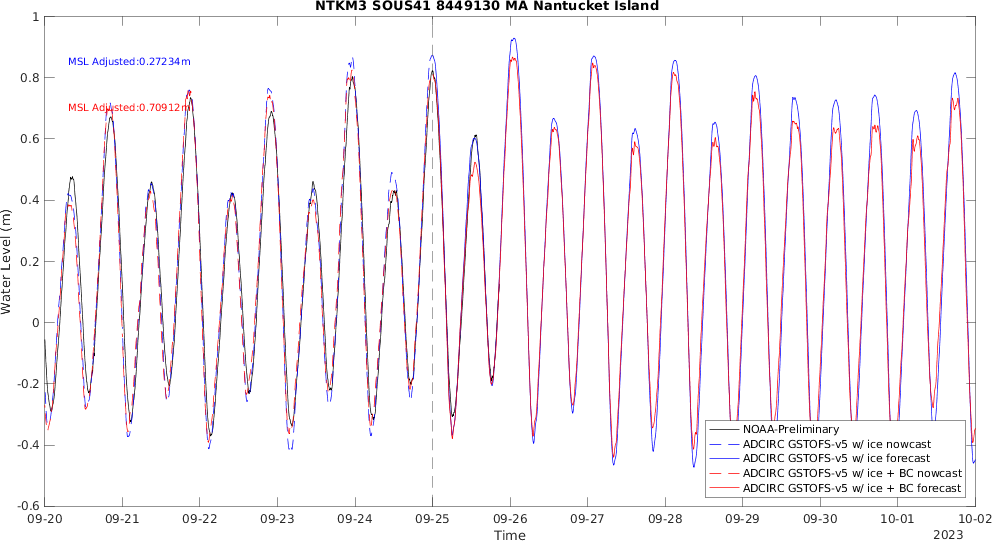 NTKM3 SOUS41 8449130 MA Nantucket Island
MSL Adjusted:0.27234m
MSL Adjusted:0.70912m
Water Level (m)
1
0.8
0.6
0.4
0.2
0
-0.2
-0.4
-0.6
NOAA-Preliminary
ADCIRC GSTOFS-v5 w/ ice nowcast
ADCIRC GSTOFS-v5 w/ ice forecast
ADCIRC GSTOFS-v5 w/ ice + BC nowcast
ADCIRC GSTOFS-v5 w/ ice + BC forecast
09-20 09-21 09-22 09-23 09-24 09-25 09-26 09-27 09-28 09-29 09-30 10-01 10-02
Time
2023